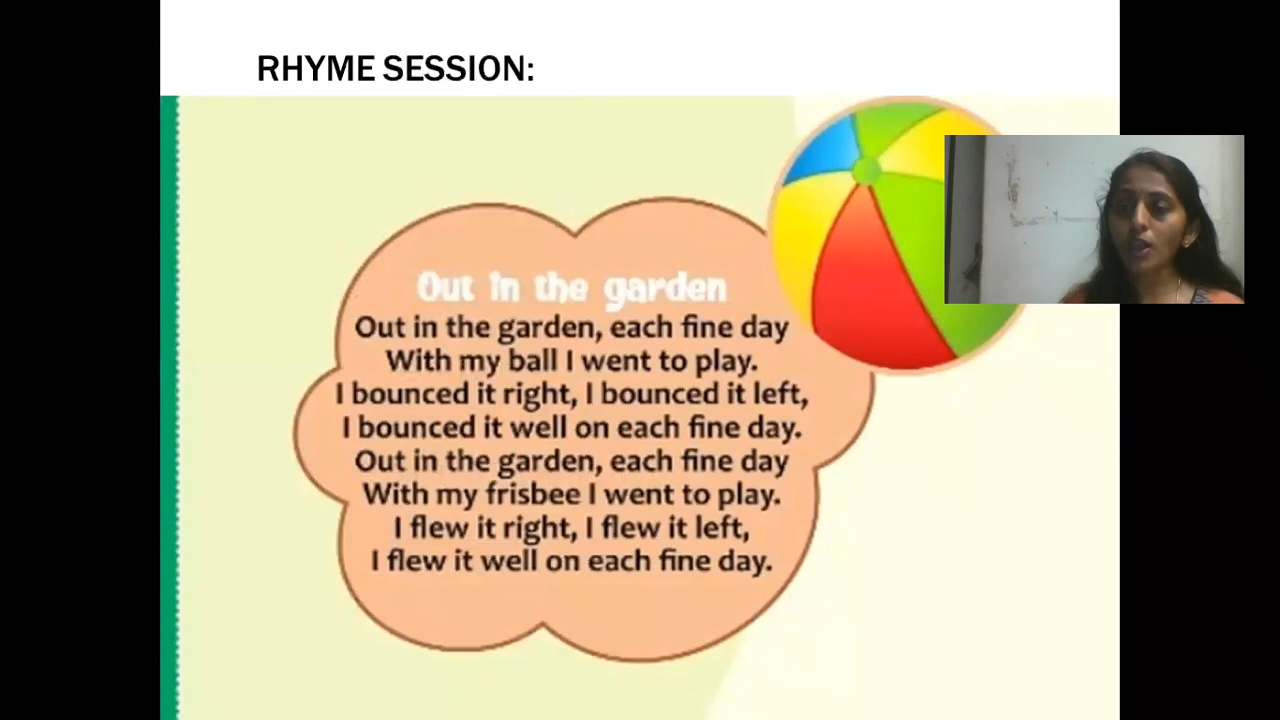 RHYME SESSION:
Out in the garden
Out in the garden, each fine day
With my ball I went to play.
I bounced it right, I bounced it left,
I bounced it well on each fine day.
Out in the garden, each fine day
With my frisbee I went to play.
I flew it right, I flew it left,
I flew it well on each fine day.